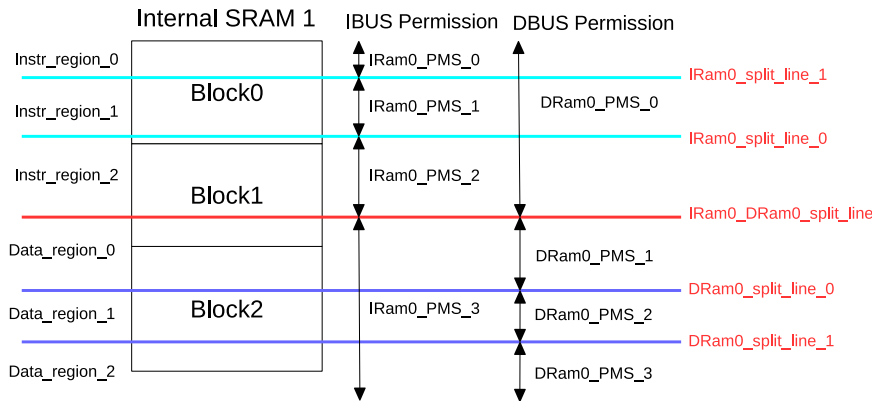 Internal SRAM 1 IBUS Permission DBUS Permission
Instr_region_0 IRam0_PMS_0
IRam0_split_line_1
Block0
Instr_region_1 IRam0_PMS_1 DRam0_PMS_0
IRam0_split_line_0
Instr_region_2 IRam0_PMS_2
Block1
IRam0_DRam0_split_line
Data_region_0 DRam0_PMS_1
DRam0_split_line_0
Data_region_1 Block2 IRam0_PMS_3 DRam0_PMS_2
DRam0_split_line_1
Data_region_2 DRam0_PMS_3